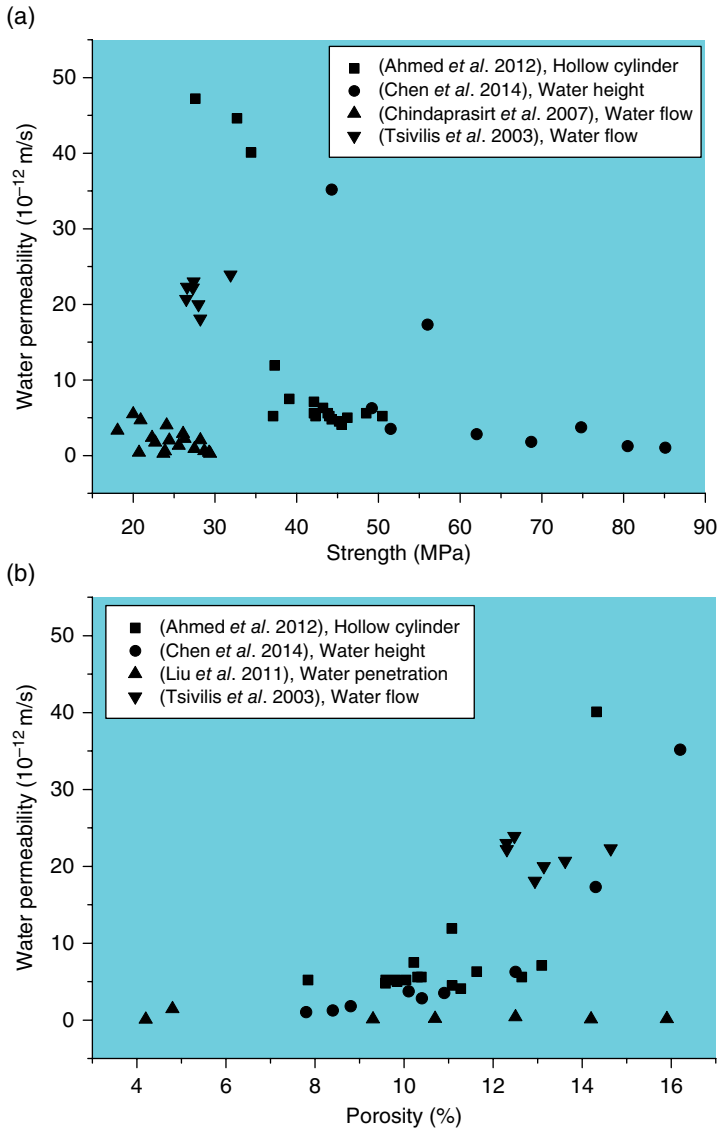 (a)
50
40
30
20
10
0
Water permeability (10⁻¹² m/s)
(Ahmed et al. 2012), Hollow cylinder
(Chen et al. 2014), Water height
(Chindaprasirt et al. 2007), Water flow
(Tsivilis et al. 2003), Water flow
20 30 40 50 60 70 80 90
Strength (MPa)
(b)
50
40
30
20
10
0
Water permeability (10⁻¹² m/s)
(Ahmed et al. 2012), Hollow cylinder
(Chen et al. 2014), Water height
(Liu et al. 2011), Water penetration
(Tsivilis et al. 2003), Water flow
4 6 8 10 12 14 16
Porosity (%)